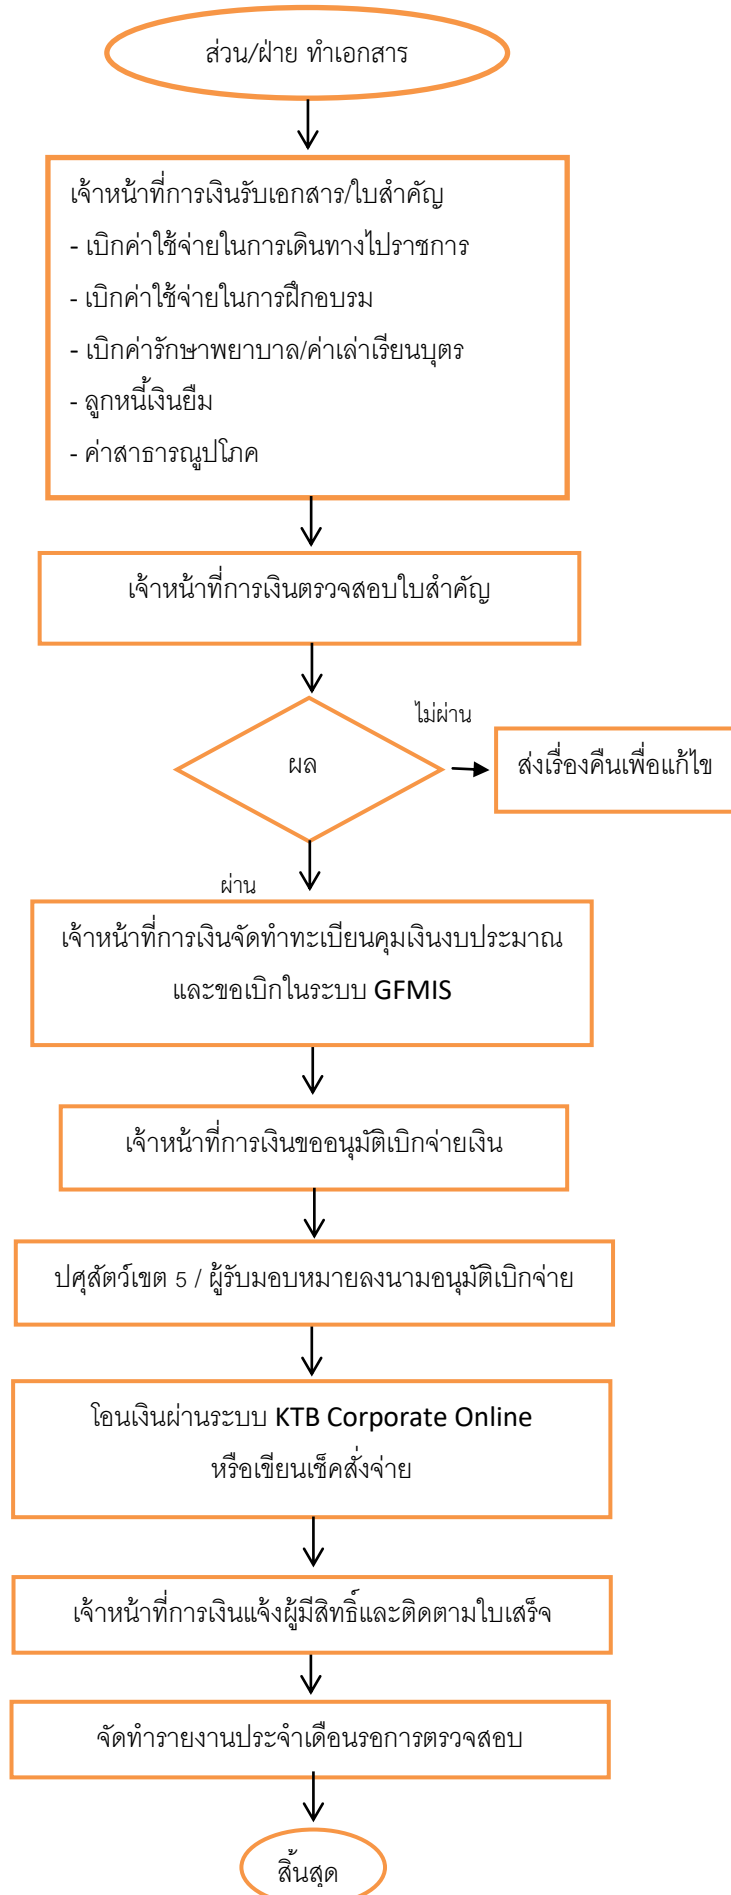 ส่วน/ฝ่าย ทำเอกสาร
เจ้าหน้าที่การเงินรับเอกสาร/ใบสำคัญ
- เบิกค่าใช้จ่ายในการเดินทางไปราชการ
- เบิกค่าใช้จ่ายในการฝึกอบรม
- เบิกค่ารักษาพยาบาล/ค่าเล่าเรียนบุตร
- ลูกหนี้เงินยืม
- ค่าสาธารณูปโภค
เจ้าหน้าที่การเงินตรวจสอบใบสำคัญ
ไม่ผ่าน
ผล
ส่งเรื่องคืนเพื่อแก้ไข
ผ่าน
เจ้าหน้าที่การเงินจัดทำทะเบียนคุมเงินงบประมาณ
และขอเบิกในระบบ GFMIS
เจ้าหน้าที่การเงินขออนุมัติเบิกจ่ายเงิน
ปศุสัตว์เขต 5 / ผู้รับมอบหมายลงนามอนุมัติเบิกจ่าย
โอนเงินผ่านระบบ KTB Corporate Online
หรือเขียนเช็คสั่งจ่าย
เจ้าหน้าที่การเงินแจ้งผู้มีสิทธิ์และติดตามใบเสร็จ
จัดทำรายงานประจำเดือนรอการตรวจสอบ
สิ้นสุด